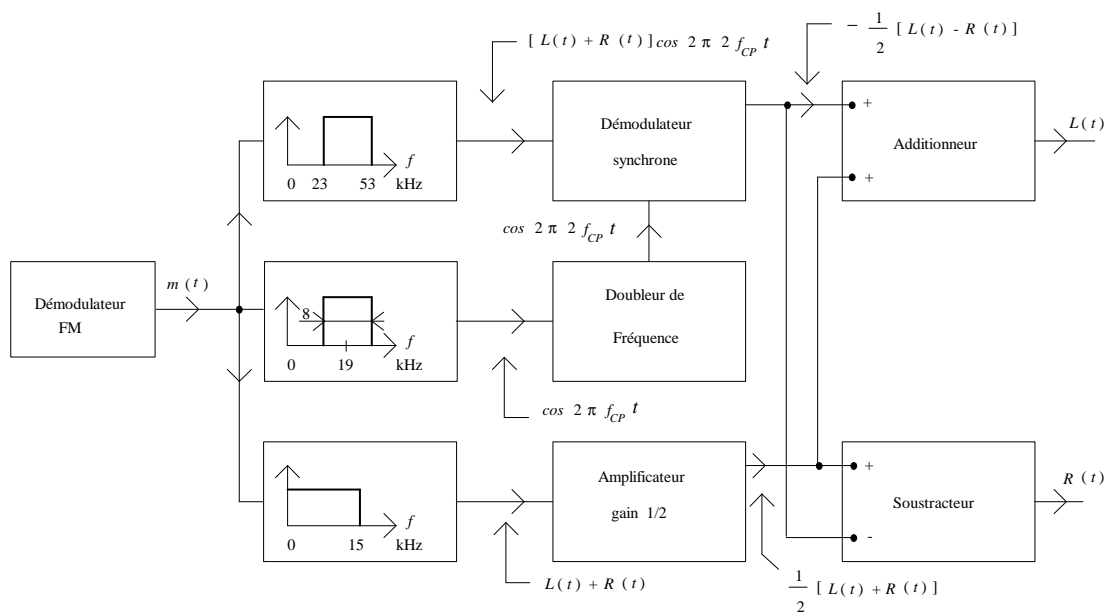 [ L(t) + R (t) ] cos 2 π 2 f_CP t
– 1/2 [ L(t) - R (t) ]
f
0 23 53 kHz
Démodulateur
synchrone
+
+
Additionneur
L(t)
cos 2 π 2 f_CP t
Démodulateur
FM
m (t)
8
f
0 19 kHz
Doubleur de
Fréquence
cos 2 π f_CP t
f
0 15 kHz
Amplificateur
gain 1/2
+
-
Soustracteur
R (t)
L(t) + R (t)
1/2 [ L(t) + R (t) ]